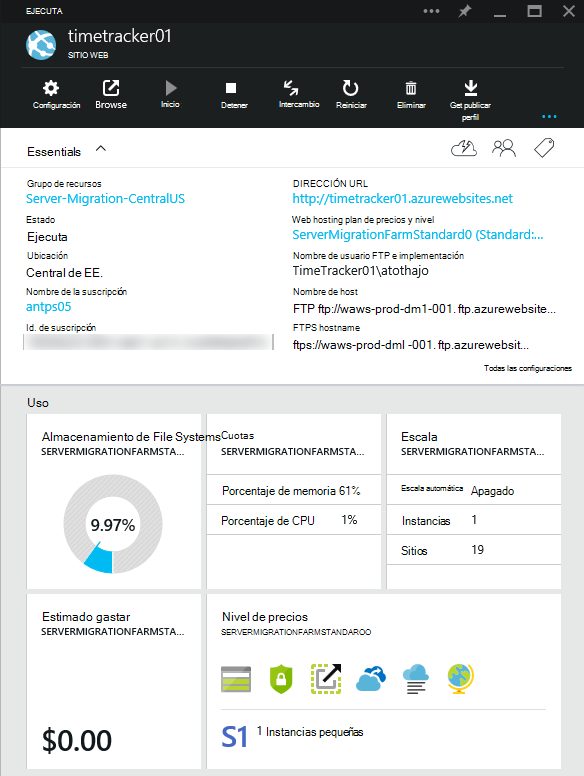 EJECUTA
timetracker01
SITIO WEB
Configuración
Browse
Inicio
Detener
Intercambio
Reiniciar
Eliminar
Get publicar
perfil
Essentials
Grupo de recursos
Server-Migration-CentralUS
Estado
Ejecuta
Ubicación
Central de EE.
Nombre de la suscripción
antps05
Id. de suscripción
DIRECCIÓN URL
http://timetracker01.azurewebsites.net
Web hosting plan de precios y nivel
ServerMigrationFarmStandard0 (Standard:...
Nombre de usuario FTP e implementación
TimeTracker01\atothajo
Nombre de host
FTP ftp://waws-prod-dm1-001. ftp.azurewebsite...
FTPS hostname
ftps://waws-prod-dml -001. ftp.azurewebsit...
Todas las configuraciones
Uso
Almacenamiento de File Systems
SERVERMIGRATIONFARMSTA...
9.97%
Cuotas
SERVERMIGRATIONFARMSTA...
Porcentaje de memoria 61%
Porcentaje de CPU 1%
Escala
SERVERMIGRATIONFARMSTA...
Escala automática Apagado
Instancias 1
Sitios 19
Estimado gastar
SERVERMIGRATIONFARMSTA...
$0.00
Nivel de precios
SERVERMIGRATIONFARMSTANDAROO
S1 1 Instancias pequeñas